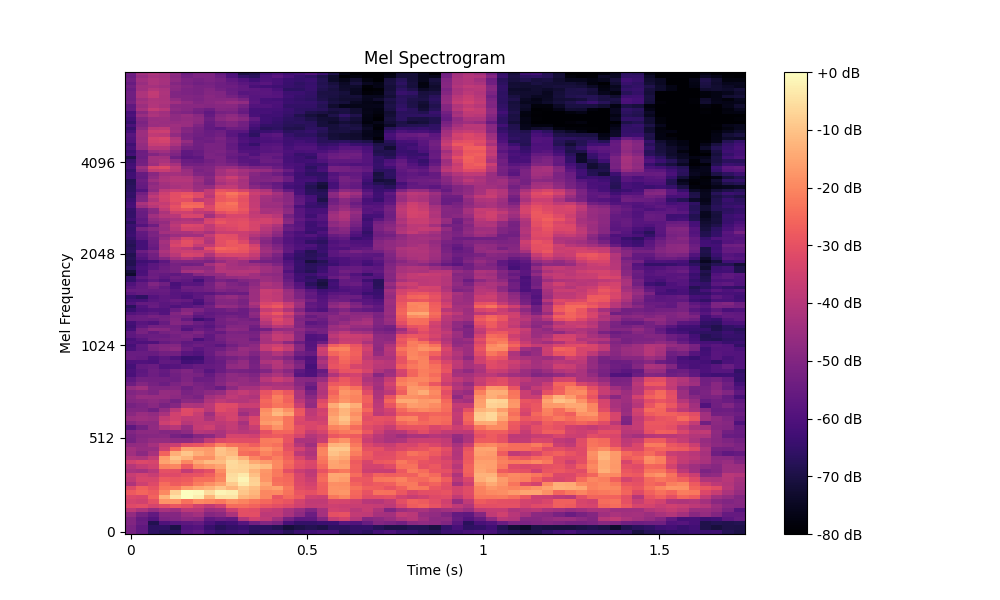 Mel Spectrogram
Mel Frequency
4096
2048
1024
512
0
0
0.5
1
1.5
Time (s)
+0 dB
-10 dB
-20 dB
-30 dB
-40 dB
-50 dB
-60 dB
-70 dB
-80 dB